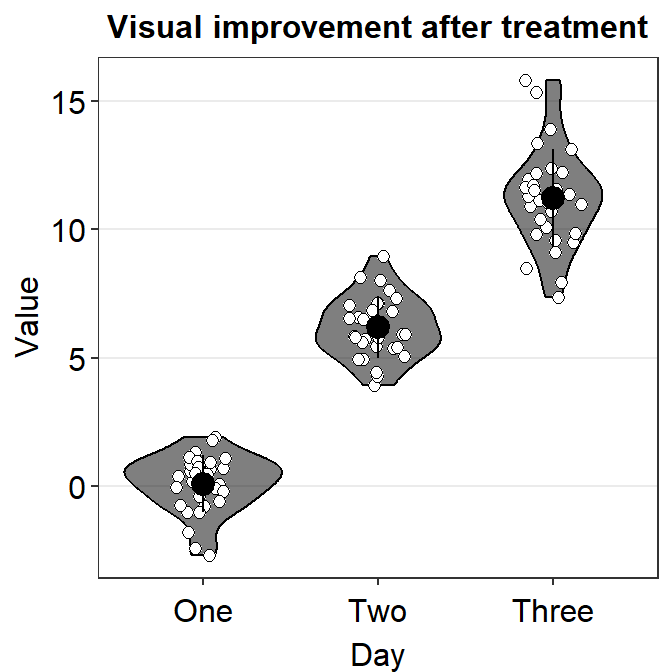 Visual improvement after treatment
15
10
5
0
Value
One Two Three
Day